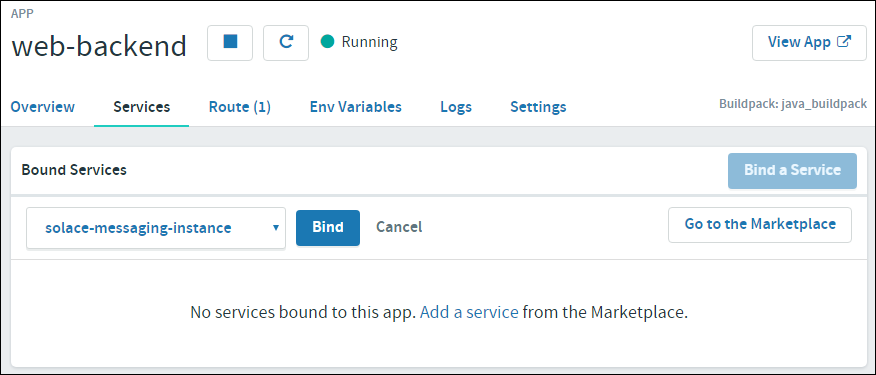 APP
web-backend
Running
View App
Overview Services Route (1) Env Variables Logs Settings Buildpack: java_buildpack
Bound Services Bind a Service
solace-messaging-instance Bind Cancel Go to the Marketplace
No services bound to this app. Add a service from the Marketplace.